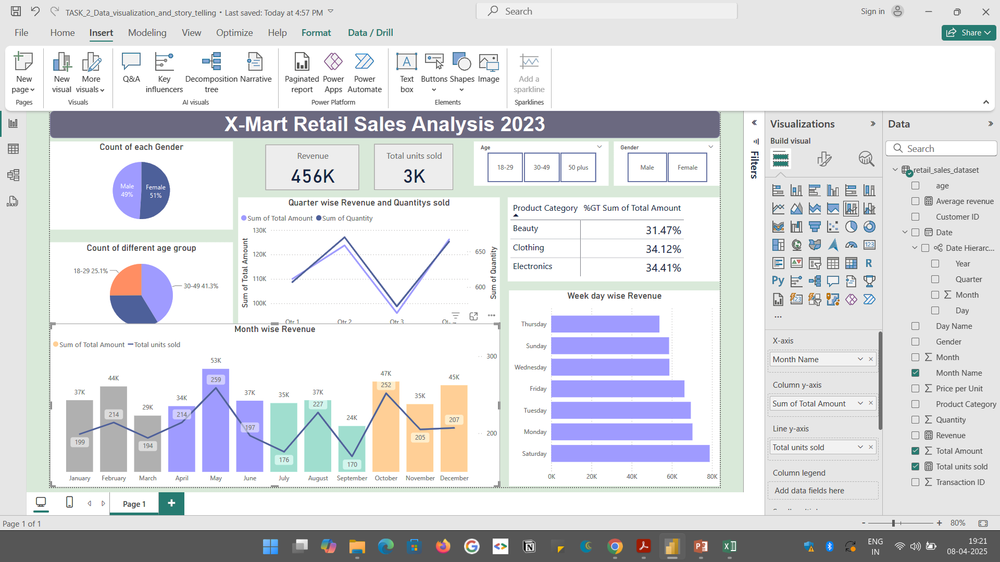 TASK_2_Data_visualization_and_story_telling • Last saved: Today at 4:57 PM
Search
Sign in
File
Home
Insert
Modeling
View
Optimize
Help
Format
Data / Drill
Share
New page
New visual
More visuals
Q&A
Key influencers
Decomposition tree
Narrative
Paginated report
Power Apps
Power Automate
Text box
Buttons
Shapes
Image
Add a sparkline
Pages
Visuals
AI visuals
Power Platform
Elements
Sparklines
X-Mart Retail Sales Analysis 2023
Count of each Gender
Male 49%
Female 51%
Revenue
456K
Total units sold
3K
Age
18-29
30-49
50 plus
Gender
Male
Female
Count of different age group
18-29 25.1%
30-49 41.3%
Quarter wise Revenue and Quantitys sold
Sum of Total Amount
Sum of Quantity
130K
120K
110K
100K
Sum of Total Amount
650
600
Sum of Quantity
Qtr 1
Qtr 2
Qtr 3
Product Category %GT Sum of Total Amount
Beauty 31.47%
Clothing 34.12%
Electronics 34.41%
Week day wise Revenue
Thursday
Sunday
Wednesday
Friday
Tuesday
Monday
Saturday
0K 20K 40K 60K 80K
Month wise Revenue
Sum of Total Amount
Total units sold
37K 44K 29K 34K 53K 37K 35K 37K 24K 47K 35K 45K
199 214 194 214 259 197 176 227 170 252 205 207
300
200
January February March April May June July August September October November December
Filters
Visualizations
Build visual
X-axis
Month Name
Column y-axis
Sum of Total Amount
Line y-axis
Total units sold
Column legend
Add data fields here
Data
Search
retail_sales_dataset
age
Average revenue
Customer ID
Date
Date Hierarc...
Year
Quarter
Month
Day
Day Name
Gender
Month
Month Name
Price per Unit
Product Category
Quantity
Revenue
Total Amount
Total units sold
Transaction ID
Page 1
Page 1 of 1
80%
ENG
IN
19:21
08-04-2025